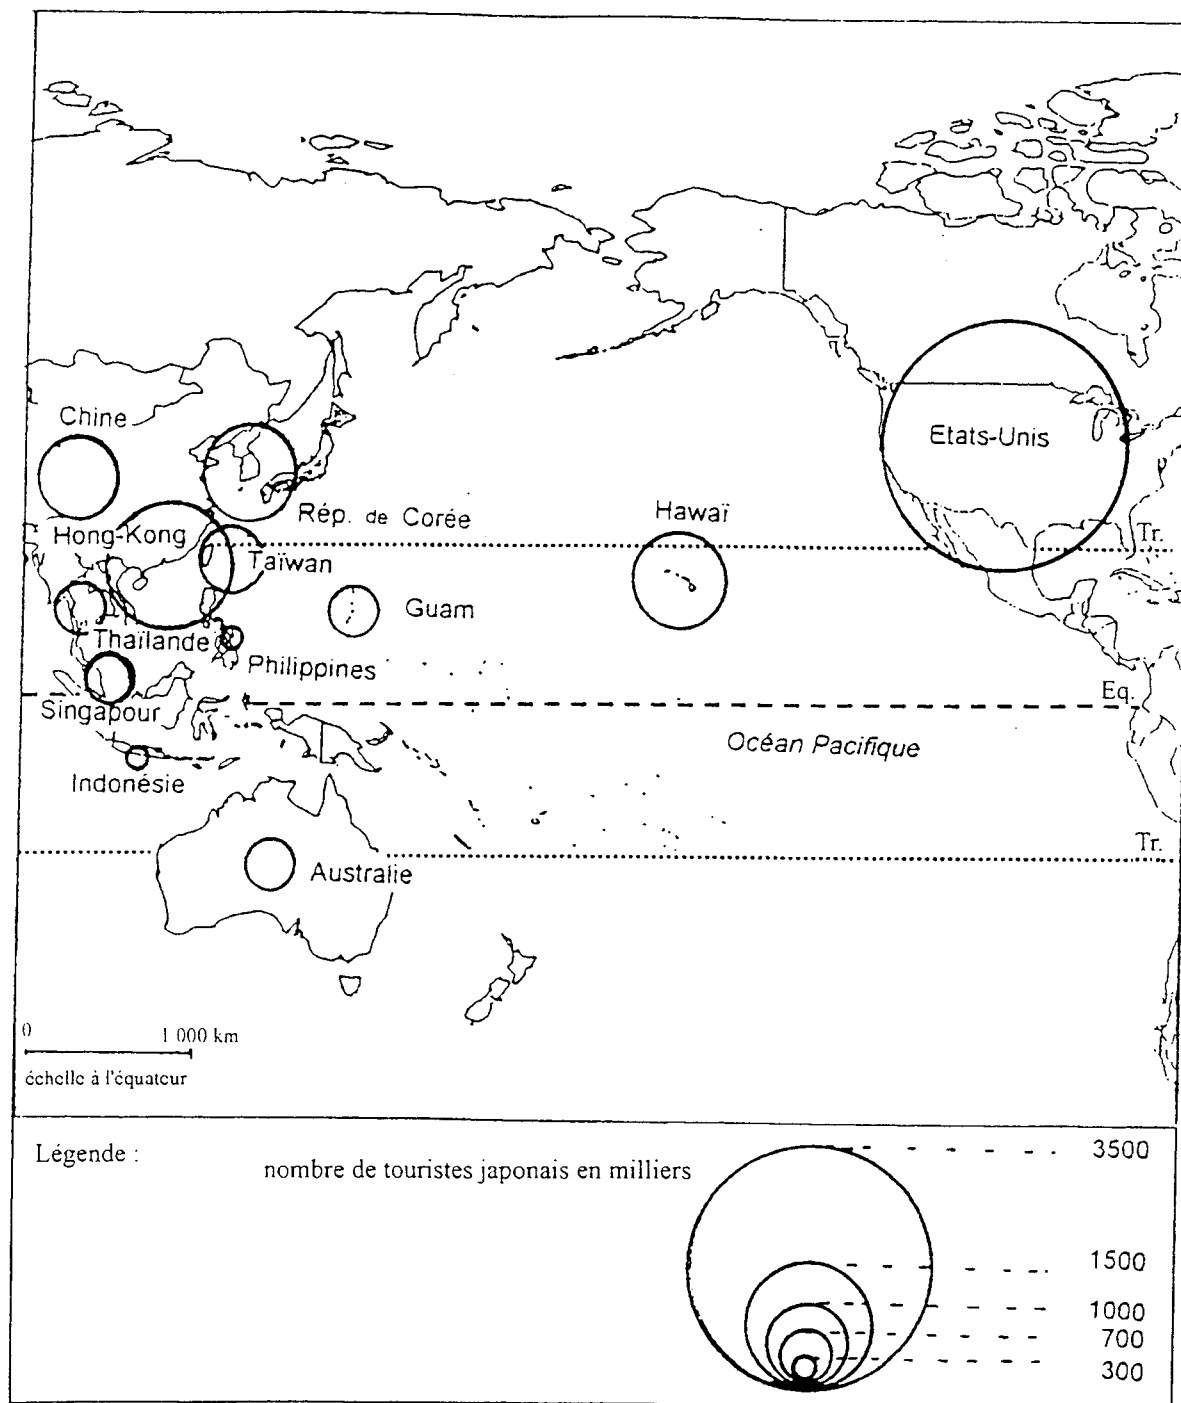 Chine
Etats-Unis
Rép. de Corée
Hawaï
Hong-Kong
Tr.
Taïwan
Guam
Thaïlande
Philippines
Eq.
Singapour
Océan Pacifique
Indonésie
Tr.
Australie
0 1 000 km
échelle à l'équateur
Légende :
nombre de touristes japonais en milliers
3500
1500
1000
700
300